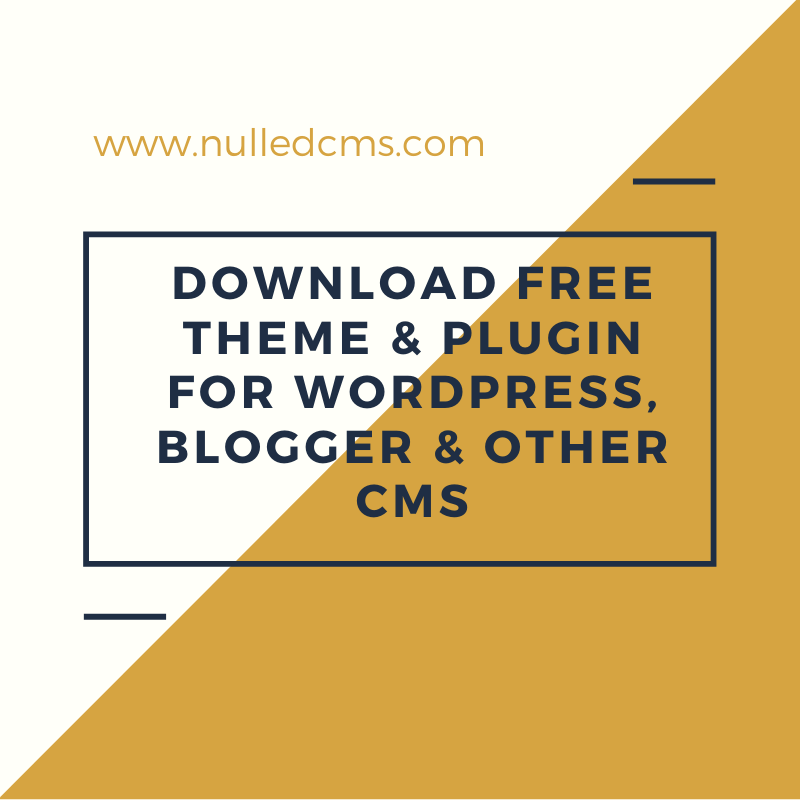 www.nulledcms.com
DOWNLOAD FREE
THEME & PLUGIN
FOR WORDPRESS,
BLOGGER & OTHER
CMS